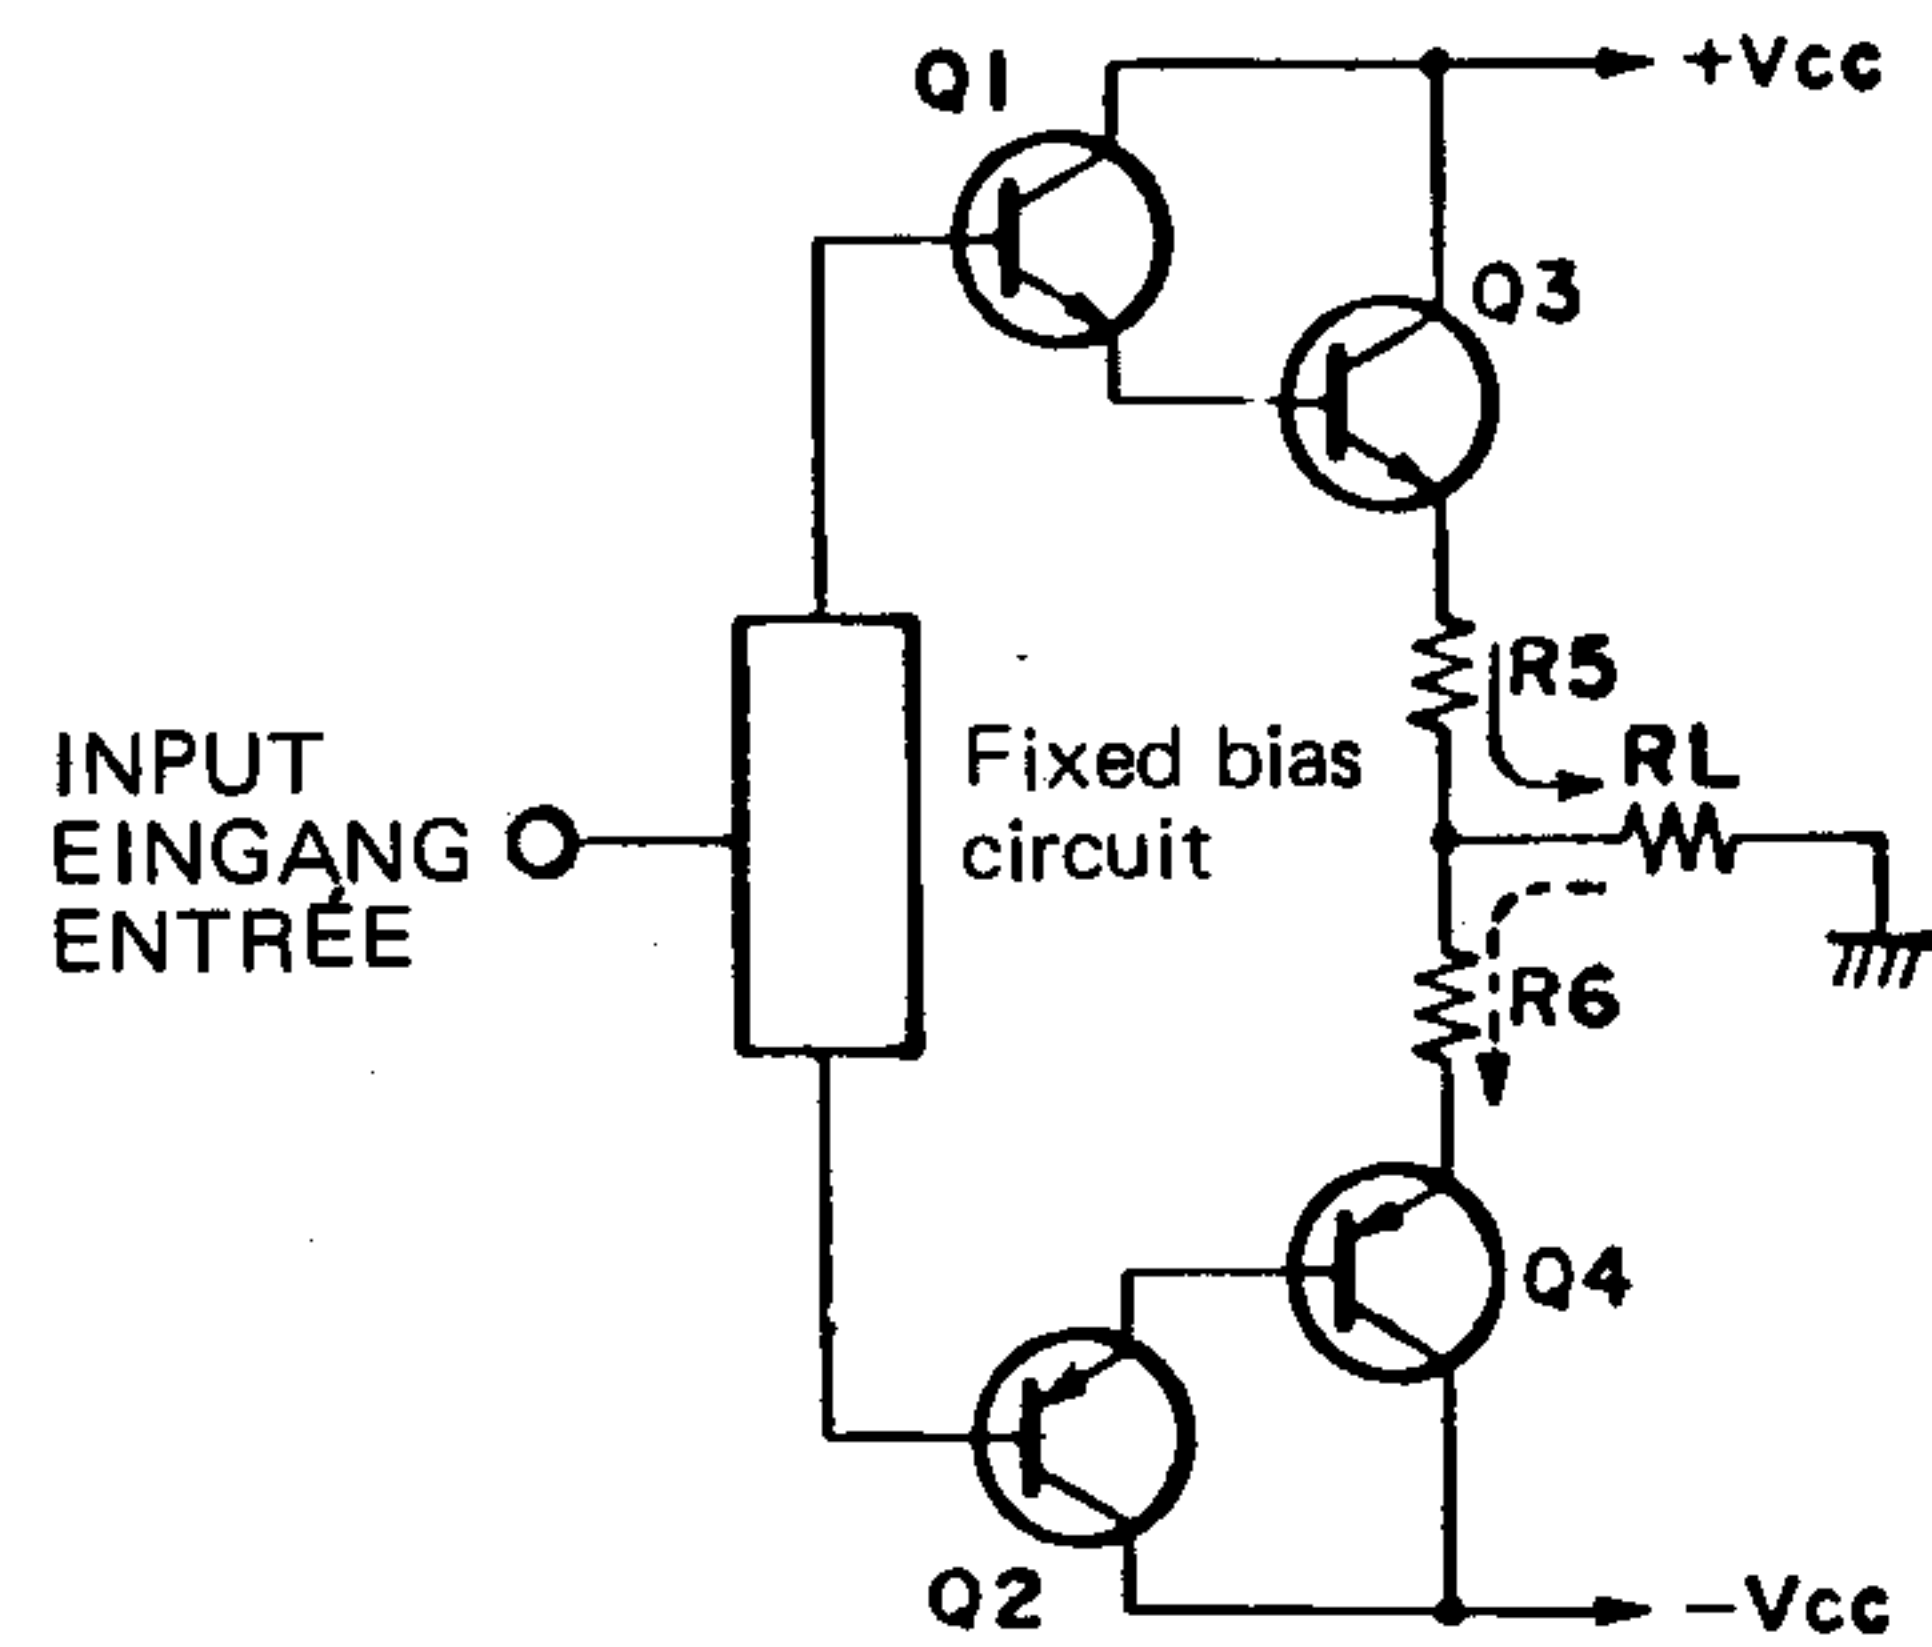 Q1
+Vcc
Q3
R5
RL
INPUT
EINGANG
ENTRÉE
Fixed bias
circuit
R6
Q4
Q2
-Vcc